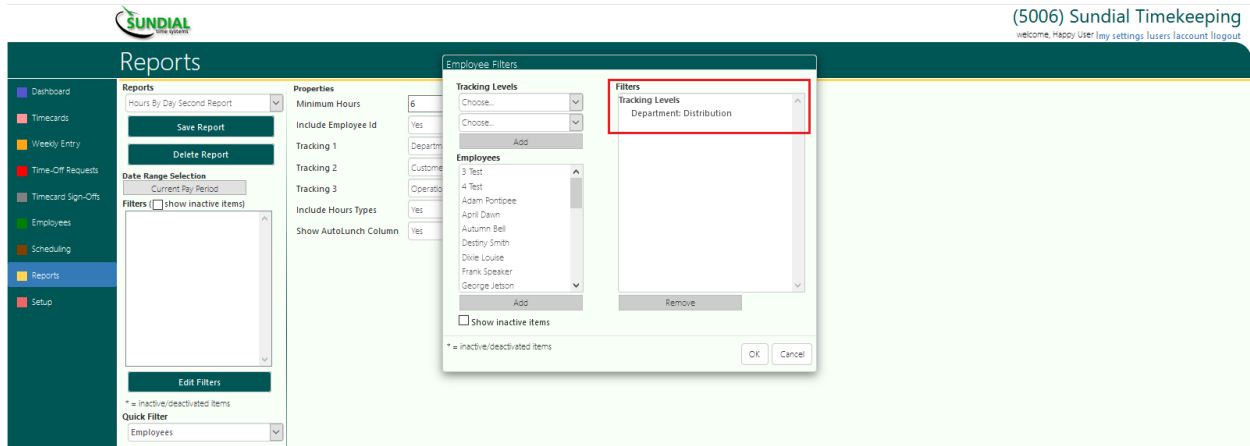 SUNDIAL
time systems
(5006) Sundial Timekeeping
welcome, Happy User |my settings |users |account |logout
Reports
Dashboard
Timecards
Weekly Entry
Time-Off Requests
Timecard Sign-Offs
Employees
Scheduling
Reports
Setup
Reports
Hours By Day Second Report
Save Report
Delete Report
Date Range Selection
Current Pay Period
Filters ( show inactive items)
Edit Filters
* = inactive/deactivated items
Quick Filter
Employees
Properties
Minimum Hours 6
Include Employee Id Yes
Tracking 1 Departm
Tracking 2 Custome
Tracking 3 Operatio
Include Hours Types Yes
Show AutoLunch Column Yes
Employee Filters
Tracking Levels
Choose...
Choose...
Add
Employees
3 Test
4 Test
Adam Pontipee
April Dawn
Autumn Bell
Destiny Smith
Dixie Louise
Frank Speaker
George Jetson
Add
Show inactive items
* = inactive/deactivated items
Filters
Tracking Levels
Department: Distribution
Remove
OK Cancel